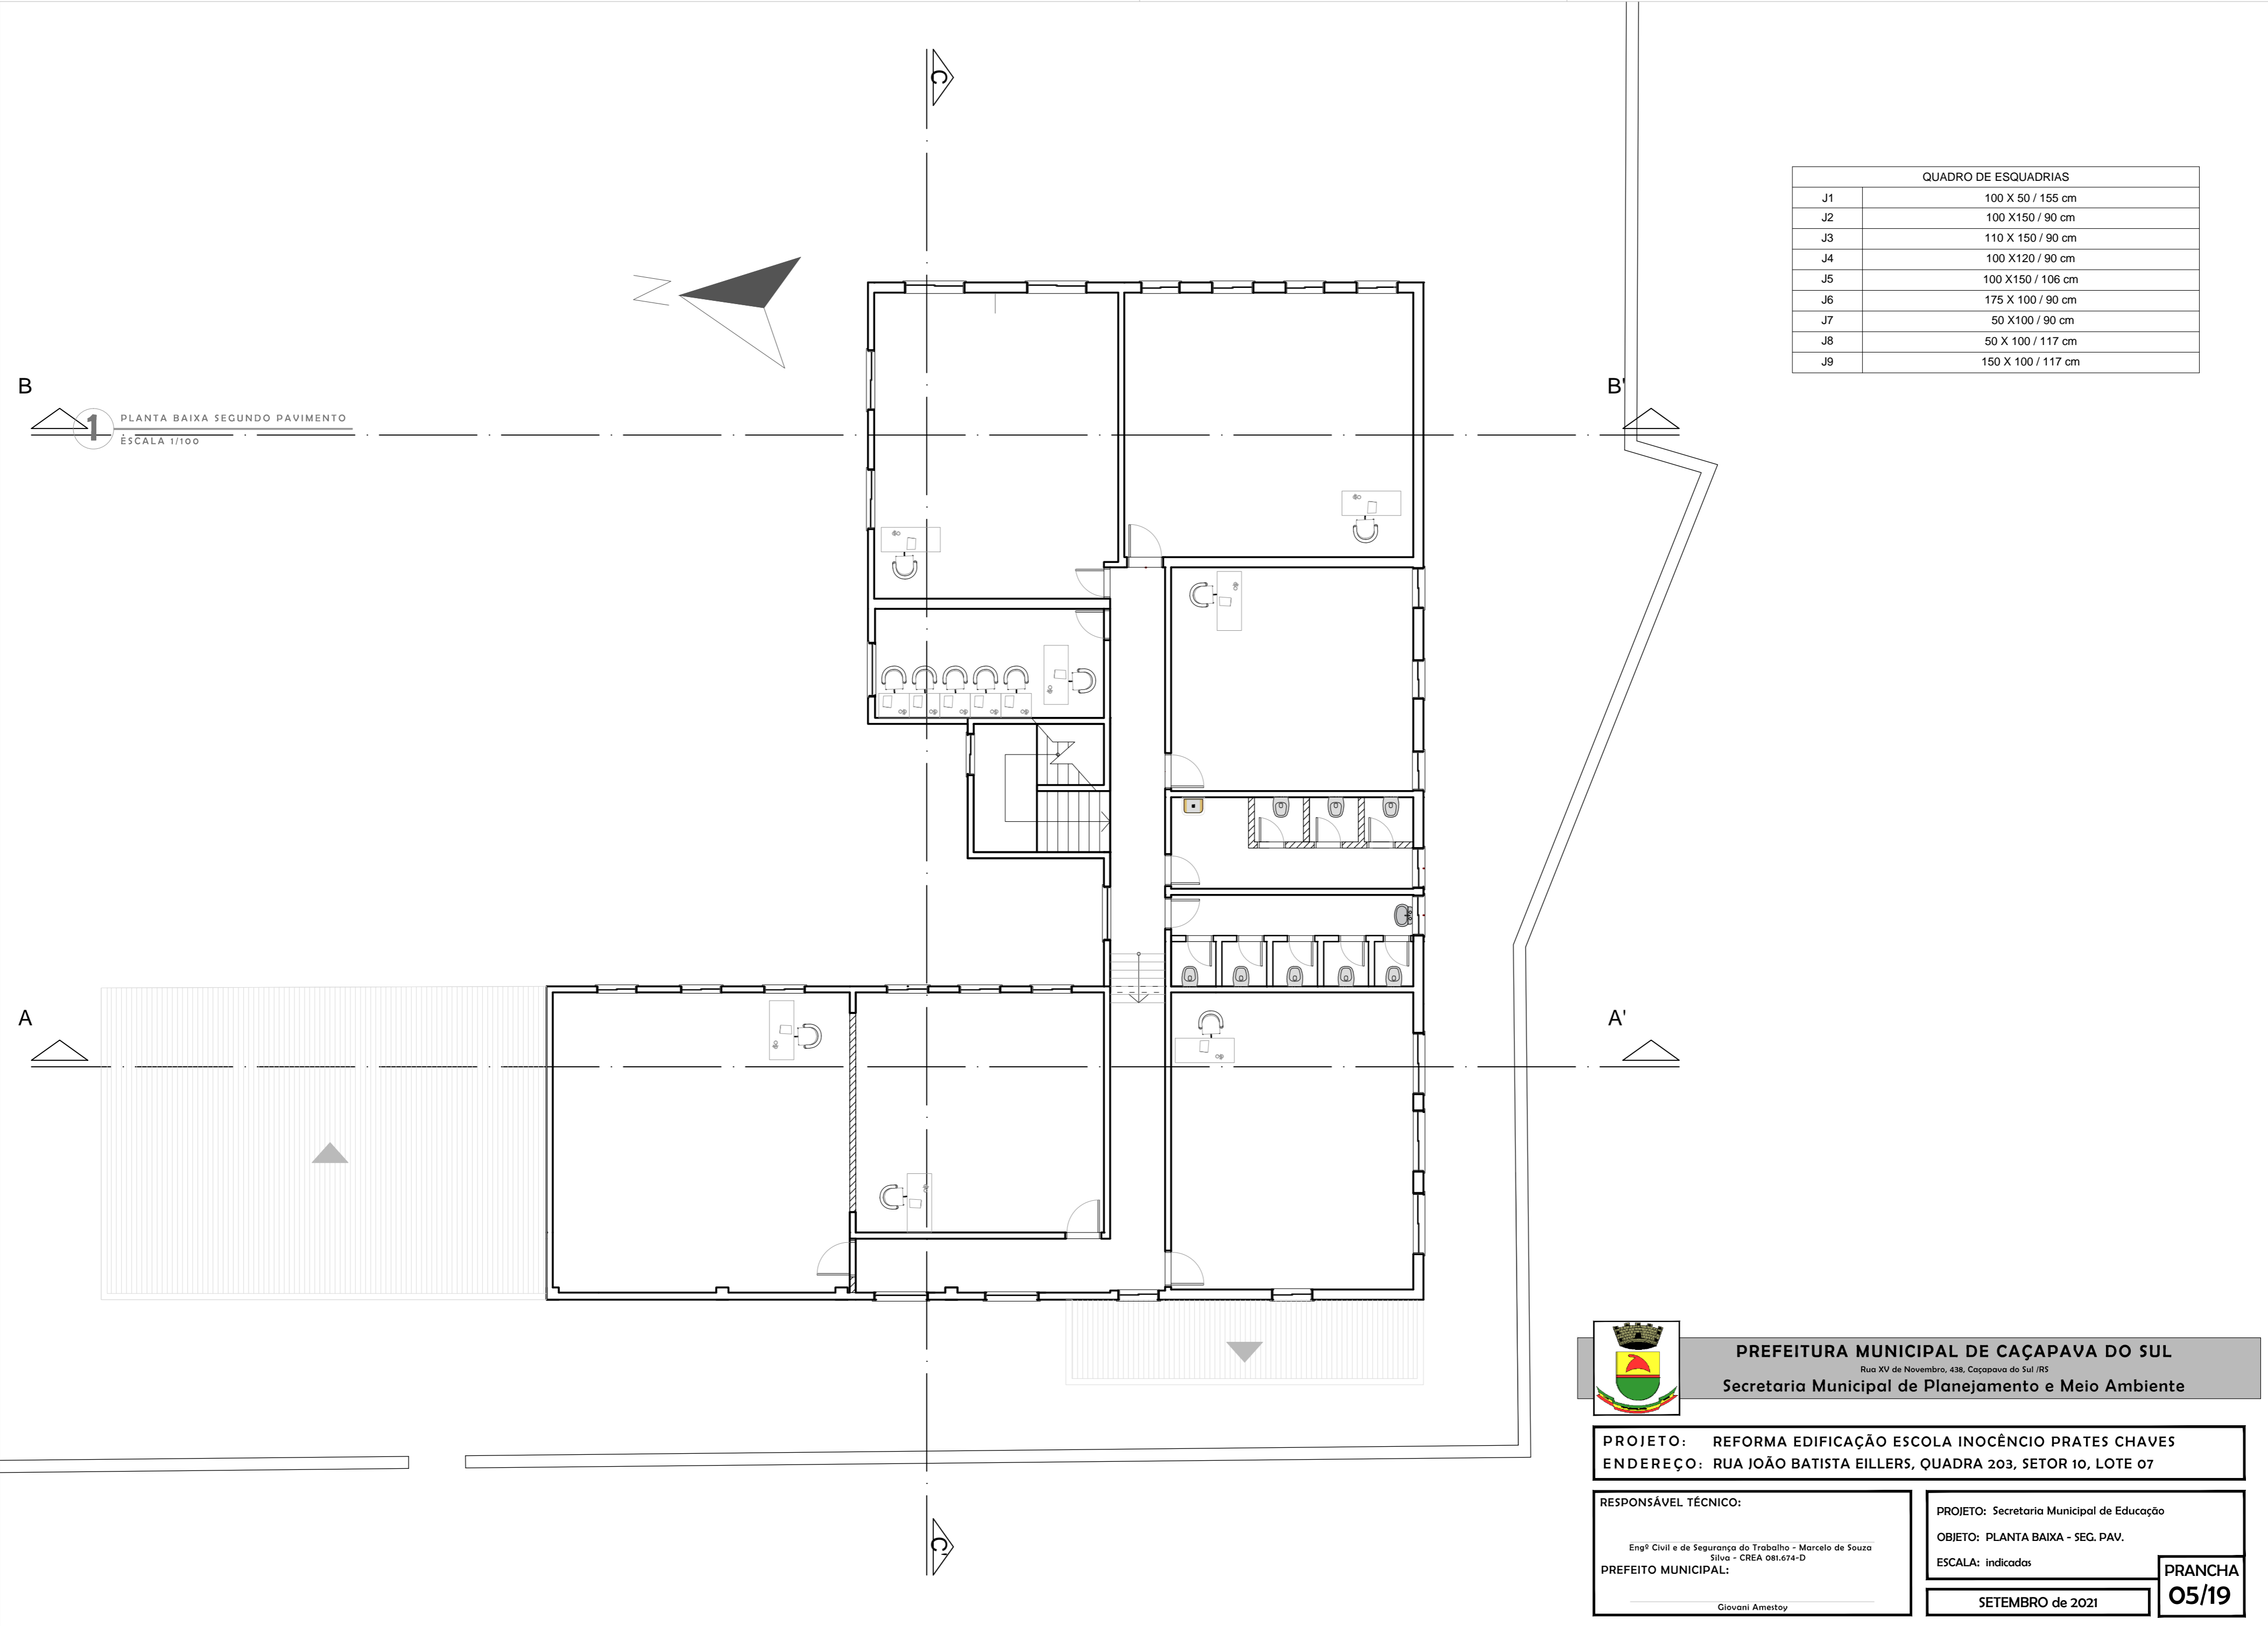 C
QUADRO DE ESQUADRIAS
J1 100 X 50 / 155 cm
J2 100 X150 / 90 cm
J3 110 X 150 / 90 cm
J4 100 X120 / 90 cm
J5 100 X150 / 106 cm
J6 175 X 100 / 90 cm
J7 50 X100 / 90 cm
J8 50 X 100 / 117 cm
J9 150 X 100 / 117 cm
N
B
B'
1
PLANTA BAIXA SEGUNDO PAVIMENTO
ESCALA 1/100
A
A'
C'
PREFEITURA MUNICIPAL DE CAÇAPAVA DO SUL
Rua XV de Novembro, 438, Caçapava do Sul /RS
Secretaria Municipal de Planejamento e Meio Ambiente
PROJETO: REFORMA EDIFICAÇÃO ESCOLA INOCÊNCIO PRATES CHAVES
ENDEREÇO: RUA JOÃO BATISTA EILLERS, QUADRA 203, SETOR 10, LOTE 07
RESPONSÁVEL TÉCNICO:
Engº Civil e de Segurança do Trabalho - Marcelo de Souza
Silva - CREA 081.674-D
PREFEITO MUNICIPAL:
Giovani Amestoy
PROJETO: Secretaria Municipal de Educação
OBJETO: PLANTA BAIXA - SEG. PAV.
ESCALA: indicadas
SETEMBRO de 2021
PRANCHA
05/19